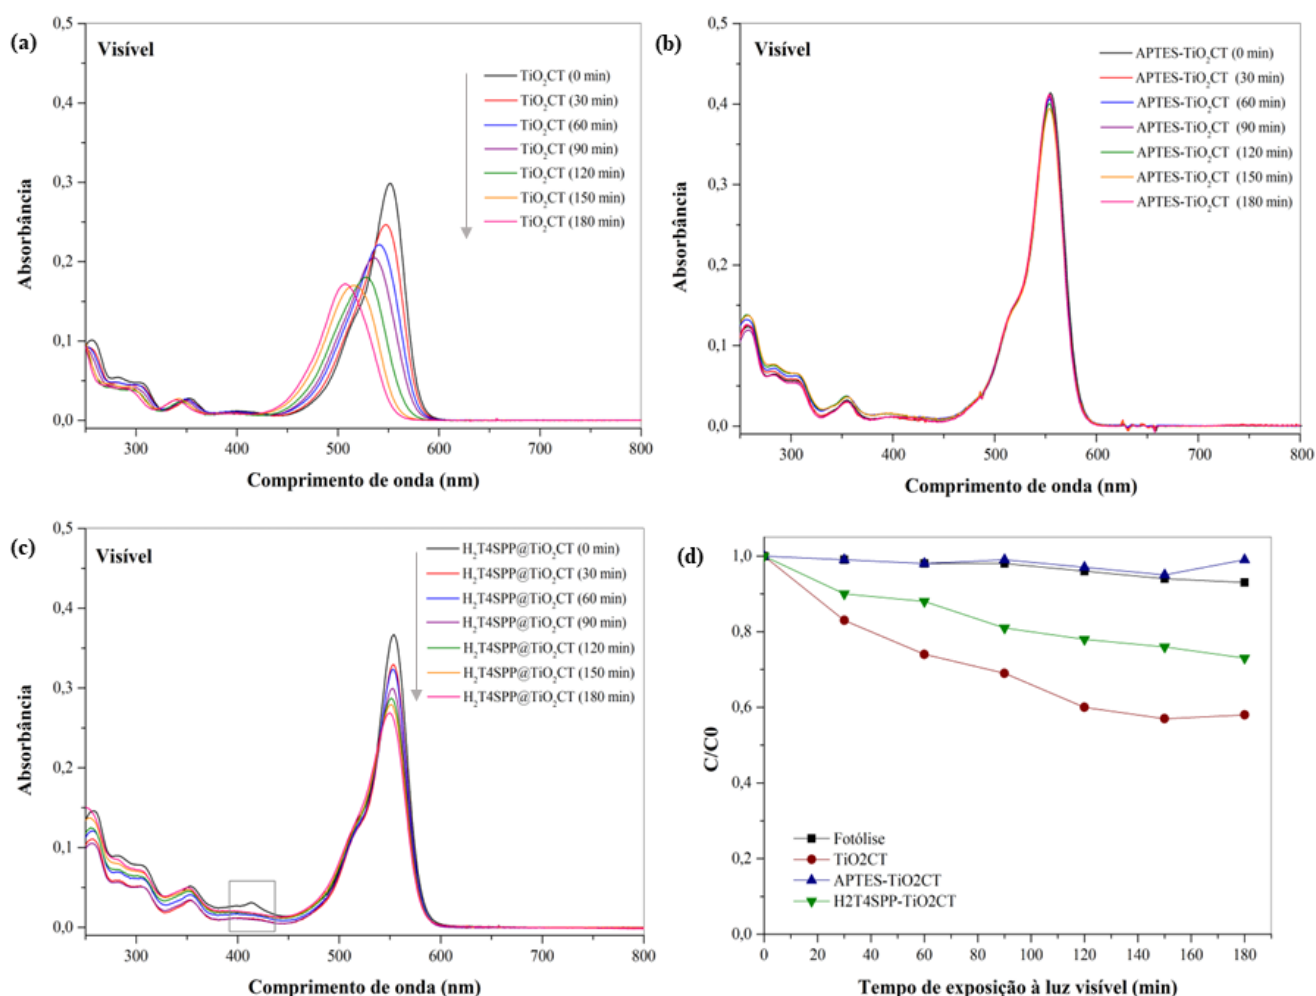 (a)
Visível
TiO₂CT (0 min)
TiO₂CT (30 min)
TiO₂CT (60 min)
TiO₂CT (90 min)
TiO₂CT (120 min)
TiO₂CT (150 min)
TiO₂CT (180 min)
Absorbância
0,5
0,4
0,3
0,2
0,1
0,0
300 400 500 600 700 800
Comprimento de onda (nm)
(b)
Visível
APTES-TiO₂CT (0 min)
APTES-TiO₂CT (30 min)
APTES-TiO₂CT (60 min)
APTES-TiO₂CT (90 min)
APTES-TiO₂CT (120 min)
APTES-TiO₂CT (150 min)
APTES-TiO₂CT (180 min)
Absorbância
0,5
0,4
0,3
0,2
0,1
0,0
300 400 500 600 700 800
Comprimento de onda (nm)
(c)
Visível
H₂T4SPP@TiO₂CT (0 min)
H₂T4SPP@TiO₂CT (30 min)
H₂T4SPP@TiO₂CT (60 min)
H₂T4SPP@TiO₂CT (90 min)
H₂T4SPP@TiO₂CT (120 min)
H₂T4SPP@TiO₂CT (150 min)
H₂T4SPP@TiO₂CT (180 min)
Absorbância
0,5
0,4
0,3
0,2
0,1
0,0
300 400 500 600 700 800
Comprimento de onda (nm)
(d)
C/C0
1,0
0,8
0,6
0,4
0,2
0,0
Fotólise
TiO2CT
APTES-TiO2CT
H2T4SPP-TiO2CT
0 20 40 60 80 100 120 140 160 180
Tempo de exposição à luz visível (min)